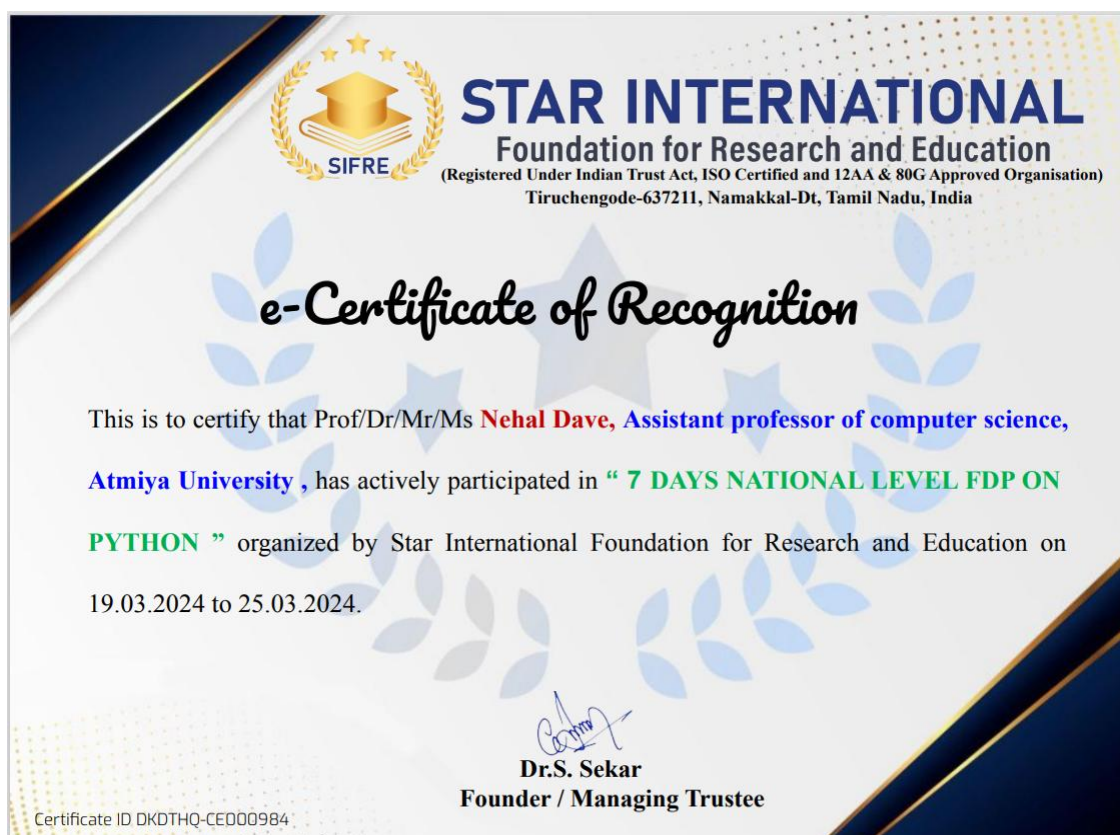 SIFRE
STAR INTERNATIONAL
Foundation for Research and Education
(Registered Under Indian Trust Act, ISO Certified and 12AA & 80G Approved Organisation)
Tiruchengode-637211, Namakkal-Dt, Tamil Nadu, India
e-Certificate of Recognition
This is to certify that Prof/Dr/Mr/Ms Nehal Dave, Assistant professor of computer science,
Atmiya University , has actively participated in “ 7 DAYS NATIONAL LEVEL FDP ON
PYTHON ” organized by Star International Foundation for Research and Education on
19.03.2024 to 25.03.2024.
Dr.S. Sekar
Founder / Managing Trustee
Certificate ID DKDTHQ-CE000984